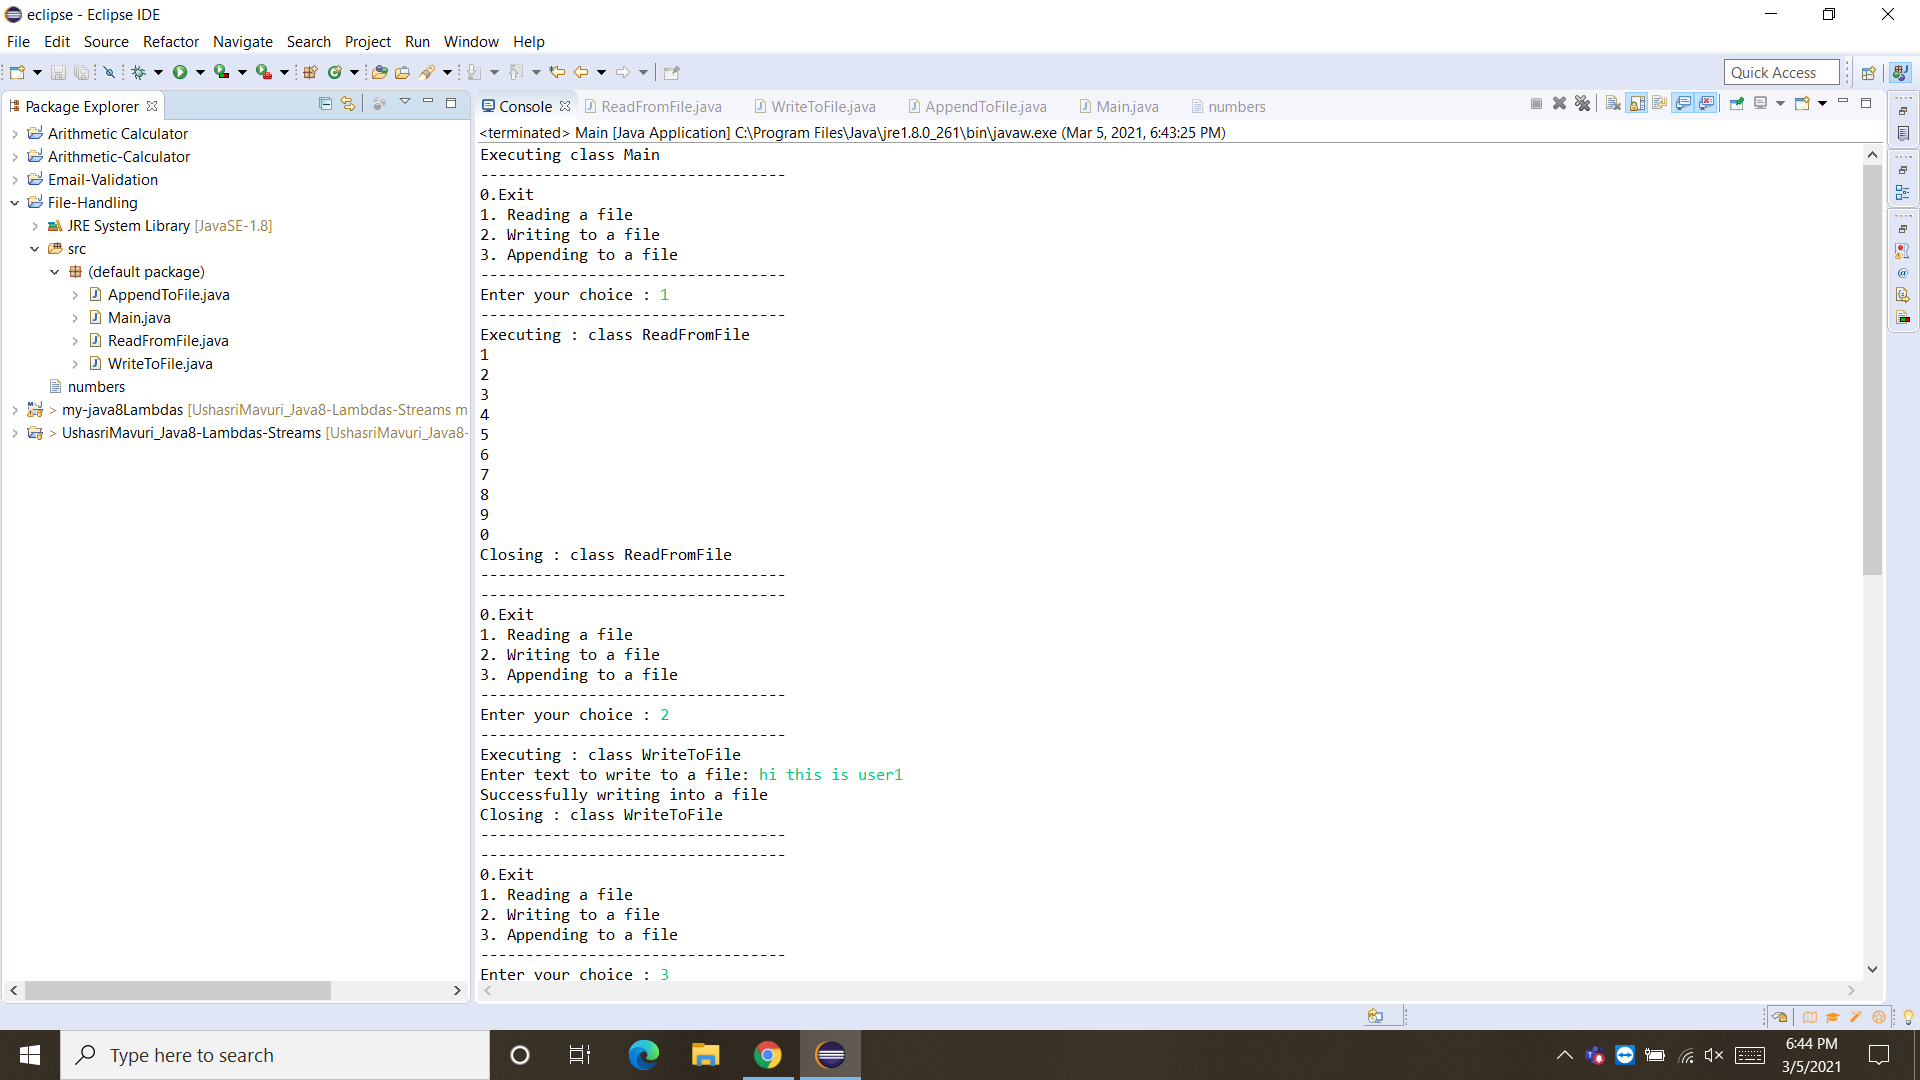 eclipse - Eclipse IDE
File Edit Source Refactor Navigate Search Project Run Window Help
Quick Access
Package Explorer
Arithmetic Calculator
Arithmetic-Calculator
Email-Validation
File-Handling
JRE System Library [JavaSE-1.8]
src
(default package)
AppendToFile.java
Main.java
ReadFromFile.java
WriteToFile.java
numbers
> my-java8Lambdas [UshasriMavuri_Java8-Lambdas-Streams m
> UshasriMavuri_Java8-Lambdas-Streams [UshasriMavuri_Java8-
Console ReadFromFile.java WriteToFile.java AppendToFile.java Main.java numbers
<terminated> Main [Java Application] C:\Program Files\Java\jre1.8.0_261\bin\javaw.exe (Mar 5, 2021, 6:43:25 PM)
Executing class Main
----------------------------------
0.Exit
1. Reading a file
2. Writing to a file
3. Appending to a file
----------------------------------
Enter your choice : 1
----------------------------------
Executing : class ReadFromFile
1
2
3
4
5
6
7
8
9
0
Closing : class ReadFromFile
----------------------------------
----------------------------------
0.Exit
1. Reading a file
2. Writing to a file
3. Appending to a file
----------------------------------
Enter your choice : 2
----------------------------------
Executing : class WriteToFile
Enter text to write to a file: hi this is user1
Successfully writing into a file
Closing : class WriteToFile
----------------------------------
----------------------------------
0.Exit
1. Reading a file
2. Writing to a file
3. Appending to a file
----------------------------------
Enter your choice : 3
Type here to search
6:44 PM
3/5/2021